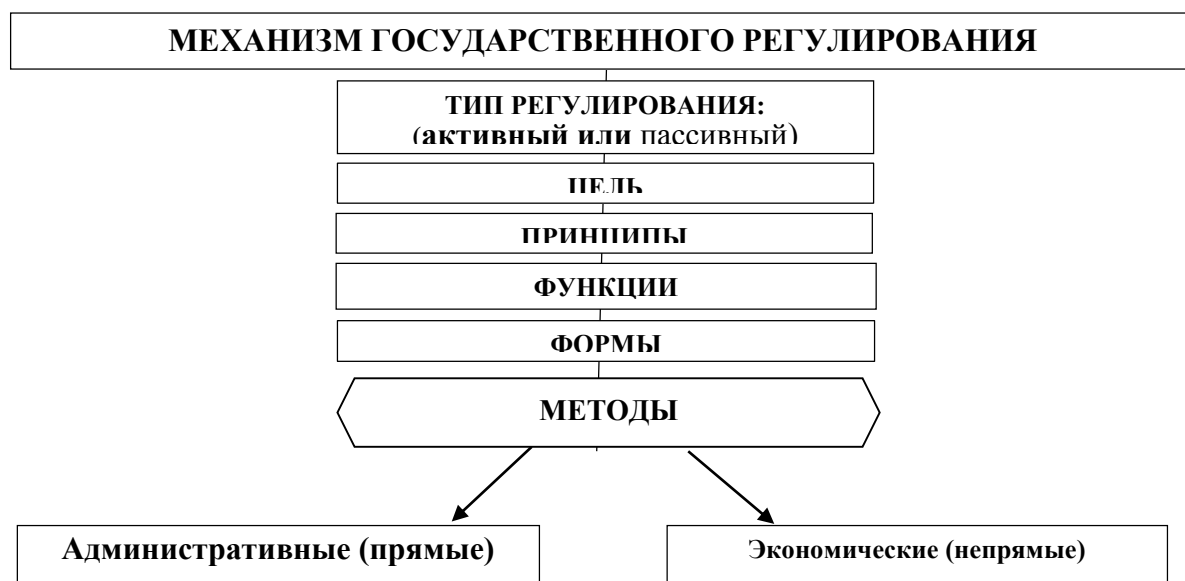 МЕХАНИЗМ ГОСУДАРСТВЕННОГО РЕГУЛИРОВАНИЯ
ТИП РЕГУЛИРОВАНИЯ:
(активный или пассивный)
ЦЕЛЬ
ПРИНЦИПЫ
ФУНКЦИИ
ФОРМЫ
МЕТОДЫ
Административные (прямые)
Экономические (непрямые)